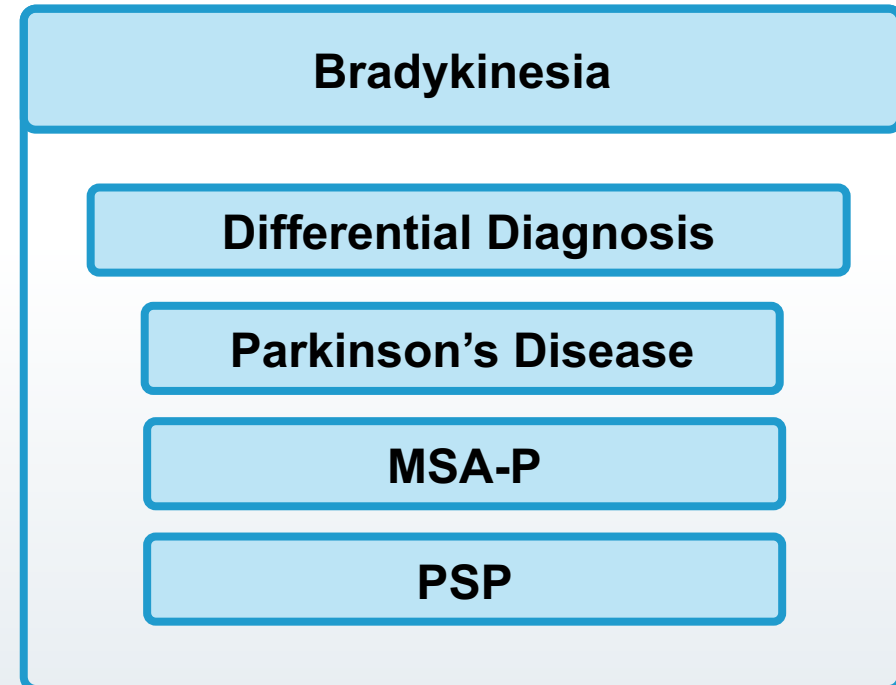 Bradykinesia
Differential Diagnosis
Parkinson’s Disease
MSA-P
PSP